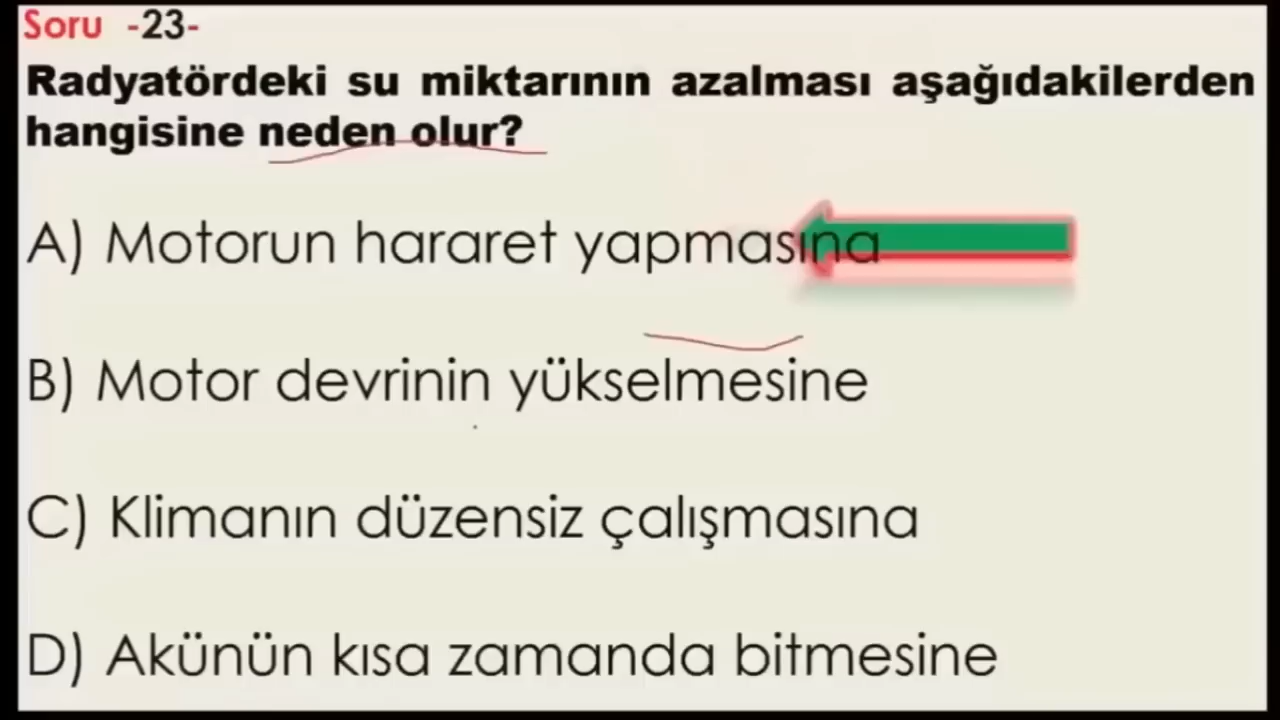 Soru -23-
Radyatördeki su miktarının azalması aşağıdakilerden
hangisine neden olur?
A) Motorun hararet yapmasına
B) Motor devrinin yükselmesine
C) Klimanın düzensiz çalışmasına
D) Akünün kısa zamanda bitmesine